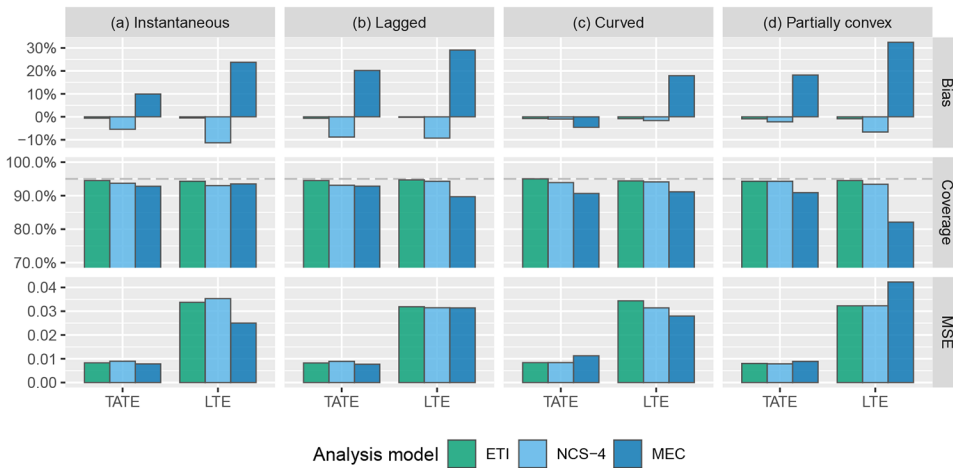 (a) Instantaneous (b) Lagged (c) Curved (d) Partially convex
30%
20%
10%
0%
−10%
Bias
100.0%
90.0%
80.0%
70.0%
Coverage
0.04
0.03
0.02
0.01
0.00
MSE
TATE LTE TATE LTE TATE LTE TATE LTE
Analysis model ETI NCS−4 MEC